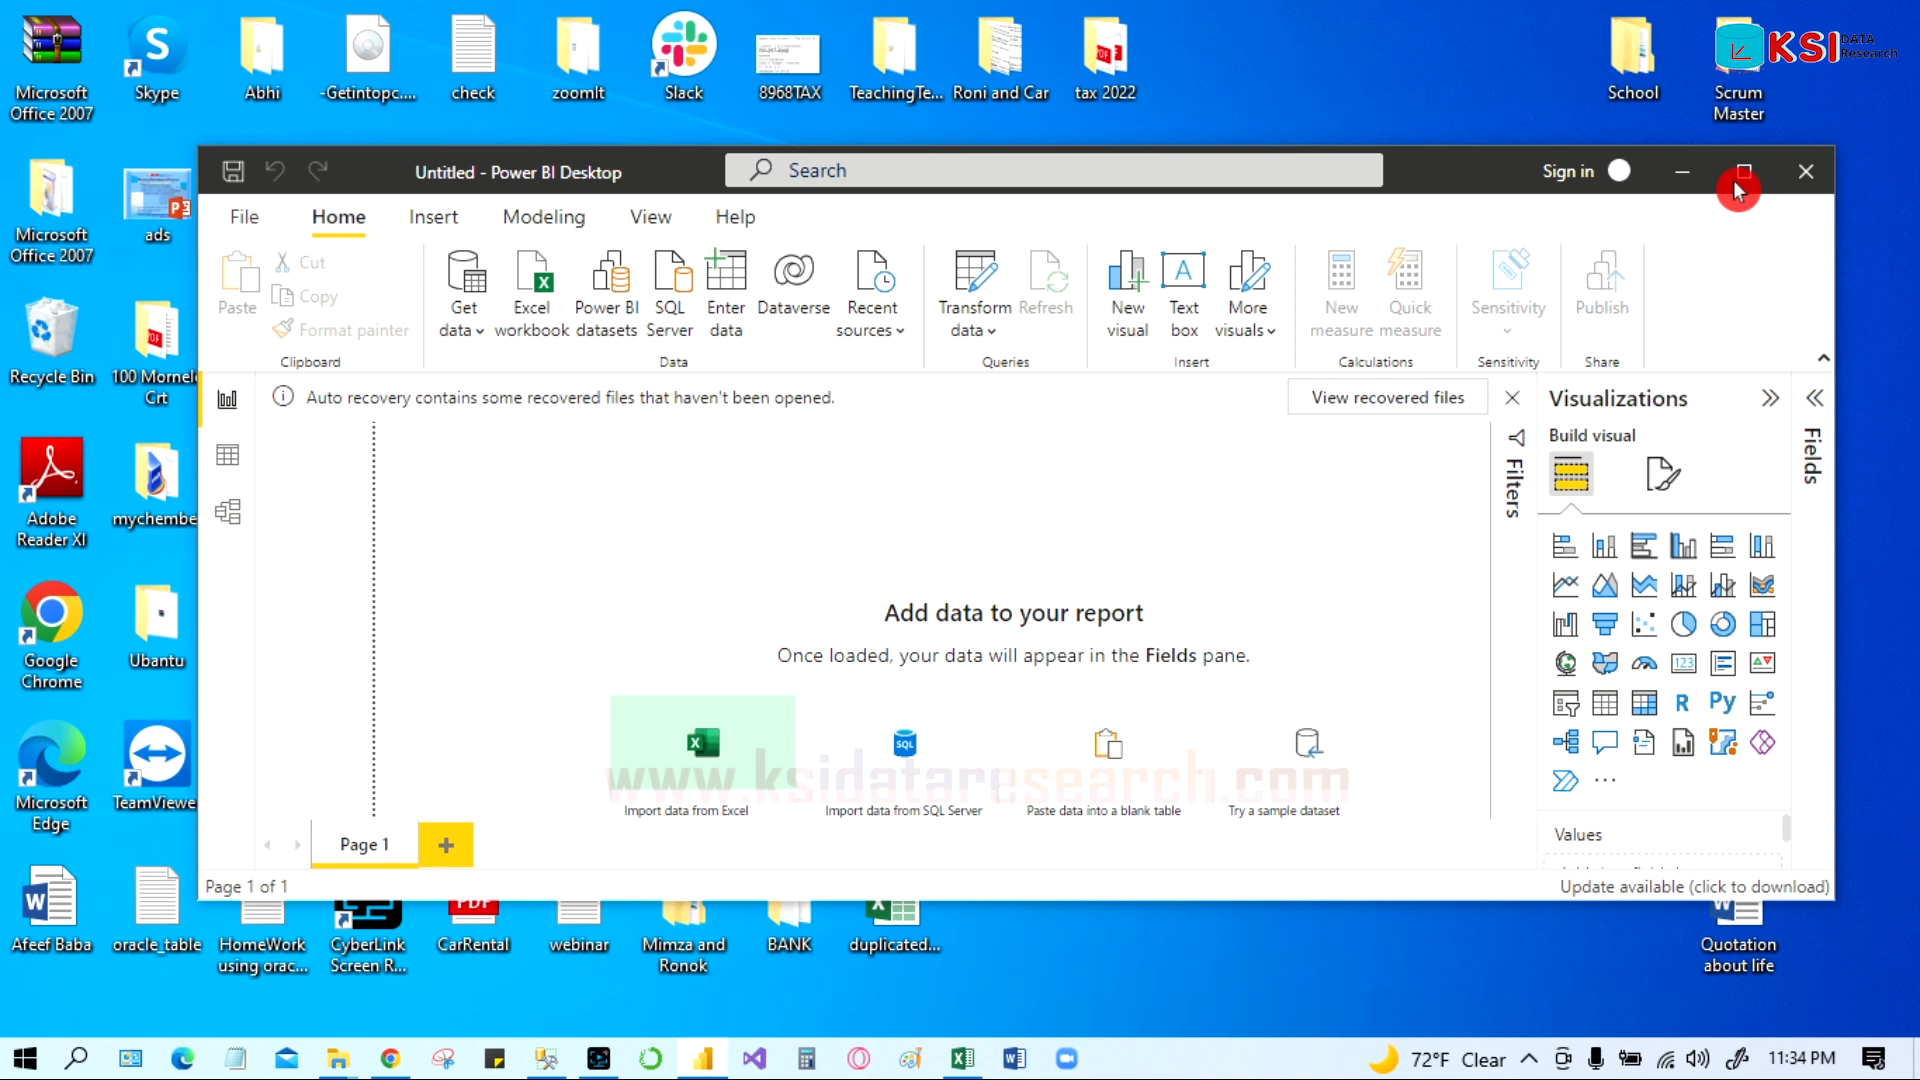 Microsoft
Office 2007
Skype
Abhi
-Getintopc....
check
zoomIt
Slack
8968TAX
TeachingTe...
Roni and Car
tax 2022
School
Scrum
Master
KSI DATA
Research
Untitled - Power BI Desktop
Search
Sign in
File
Home
Insert
Modeling
View
Help
Paste
Cut
Copy
Format painter
Clipboard
Get
data
Excel
workbook
Power BI
datasets
SQL
Server
Enter
data
Dataverse
Recent
sources
Data
Transform
data
Refresh
Queries
New
visual
Text
box
More
visuals
Insert
New
measure
Quick
measure
Calculations
Sensitivity
Sensitivity
Publish
Share
Microsoft
Office 2007
ads
Recycle Bin
100 Mornel
Crt
Adobe
Reader XI
mychembe
Google
Chrome
Ubantu
Microsoft
Edge
TeamViewe
Auto recovery contains some recovered files that haven't been opened.
View recovered files
Filters
Visualizations
Build visual
Fields
123
R
Py
Values
Add data to your report
Once loaded, your data will appear in the Fields pane.
SQL
www.ksidataresearch.com
Import data from Excel
Import data from SQL Server
Paste data into a blank table
Try a sample dataset
Page 1
Page 1 of 1
Update available (click to download)
Afeef Baba
oracle_table
HomeWork
using orac...
CyberLink
Screen R...
PDF
CarRental
webinar
Mimza and
Ronok
BANK
duplicated...
Quotation
about life
72°F Clear
11:34 PM